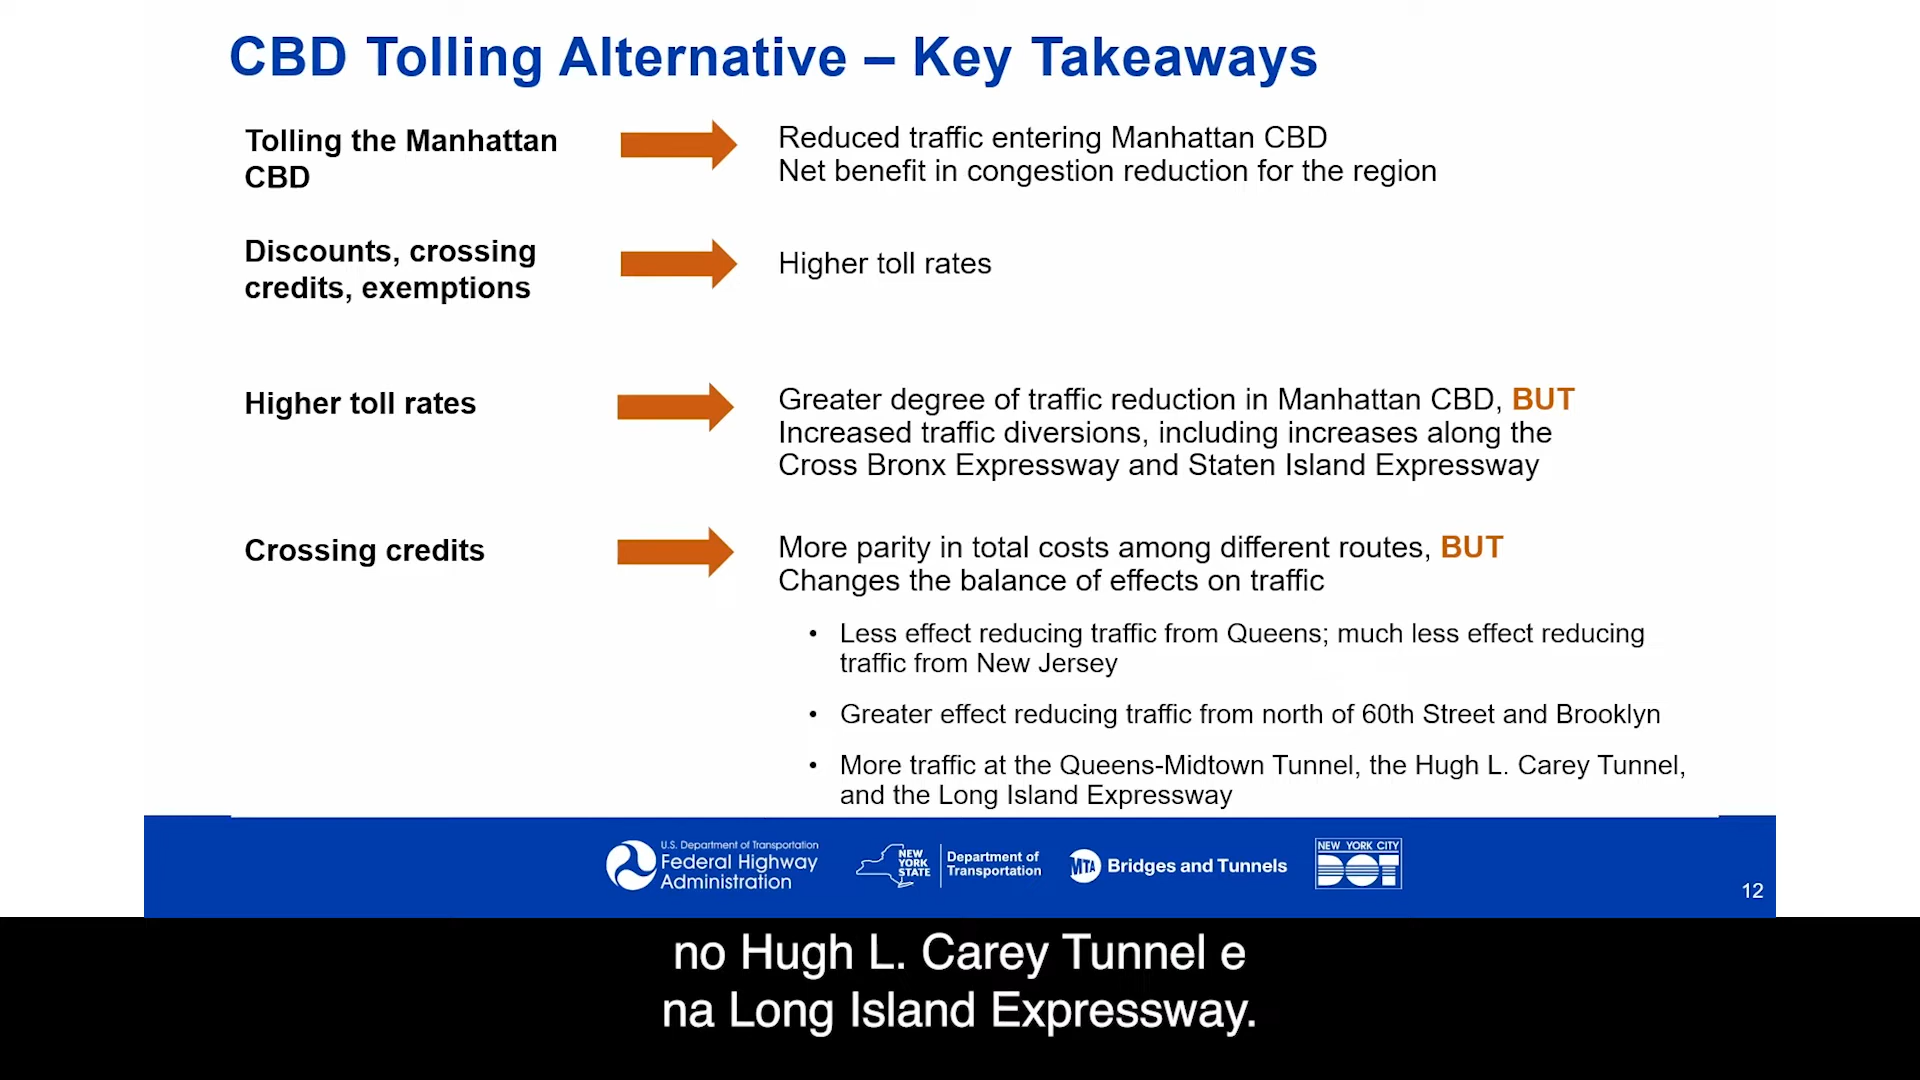 CBD Tolling Alternative – Key Takeaways
Tolling the Manhattan
CBD
Reduced traffic entering Manhattan CBD
Net benefit in congestion reduction for the region
Discounts, crossing
credits, exemptions
Higher toll rates
Higher toll rates
Greater degree of traffic reduction in Manhattan CBD, BUT
Increased traffic diversions, including increases along the
Cross Bronx Expressway and Staten Island Expressway
Crossing credits
More parity in total costs among different routes, BUT
Changes the balance of effects on traffic
• Less effect reducing traffic from Queens; much less effect reducing
traffic from New Jersey
• Greater effect reducing traffic from north of 60th Street and Brooklyn
• More traffic at the Queens-Midtown Tunnel, the Hugh L. Carey Tunnel,
and the Long Island Expressway
U.S. Department of Transportation
Federal Highway
Administration
NEW
YORK
STATE
Department of
Transportation
MTA Bridges and Tunnels
NEW YORK CITY
DOT
12
no Hugh L. Carey Tunnel e
na Long Island Expressway.